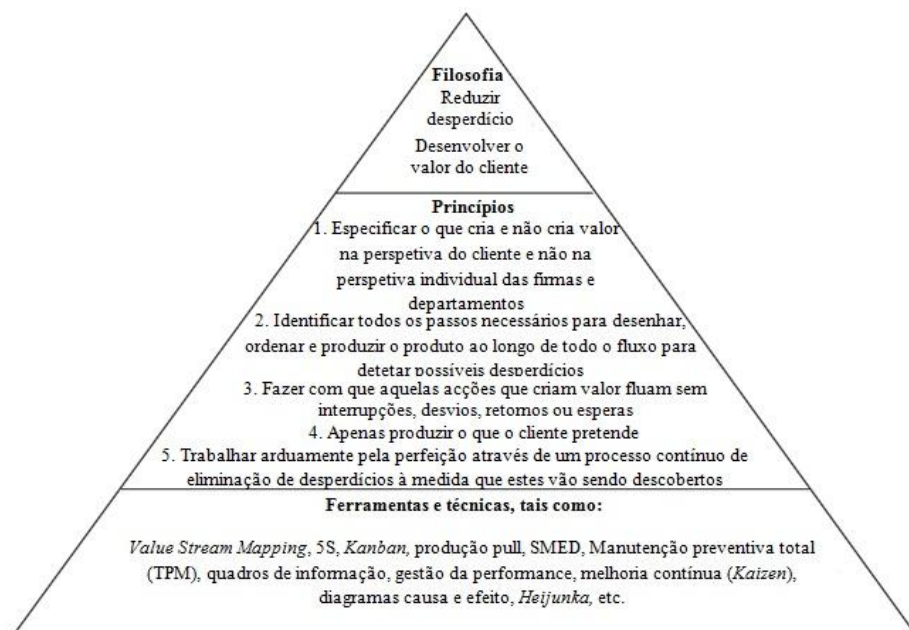 Filosofia
Reduzir
desperdício
Desenvolver o
valor do cliente
Princípios
1. Especificar o que cria e não cria valor
na perspetiva do cliente e não na
perspetiva individual das firmas e
departamentos
2. Identificar todos os passos necessários para desenhar,
ordenar e produzir o produto ao longo de todo o fluxo para
detetar possíveis desperdícios
3. Fazer com que aquelas acções que criam valor fluam sem
interrupções, desvios, retornos ou esperas
4. Apenas produzir o que o cliente pretende
5. Trabalhar arduamente pela perfeição através de um processo contínuo de
eliminação de desperdícios à medida que estes vão sendo descobertos
Ferramentas e técnicas, tais como:
Value Stream Mapping, 5S, Kanban, produção pull, SMED, Manutenção preventiva total
(TPM), quadros de informação, gestão da performance, melhoria contínua (Kaizen),
diagramas causa e efeito, Heijunka, etc.